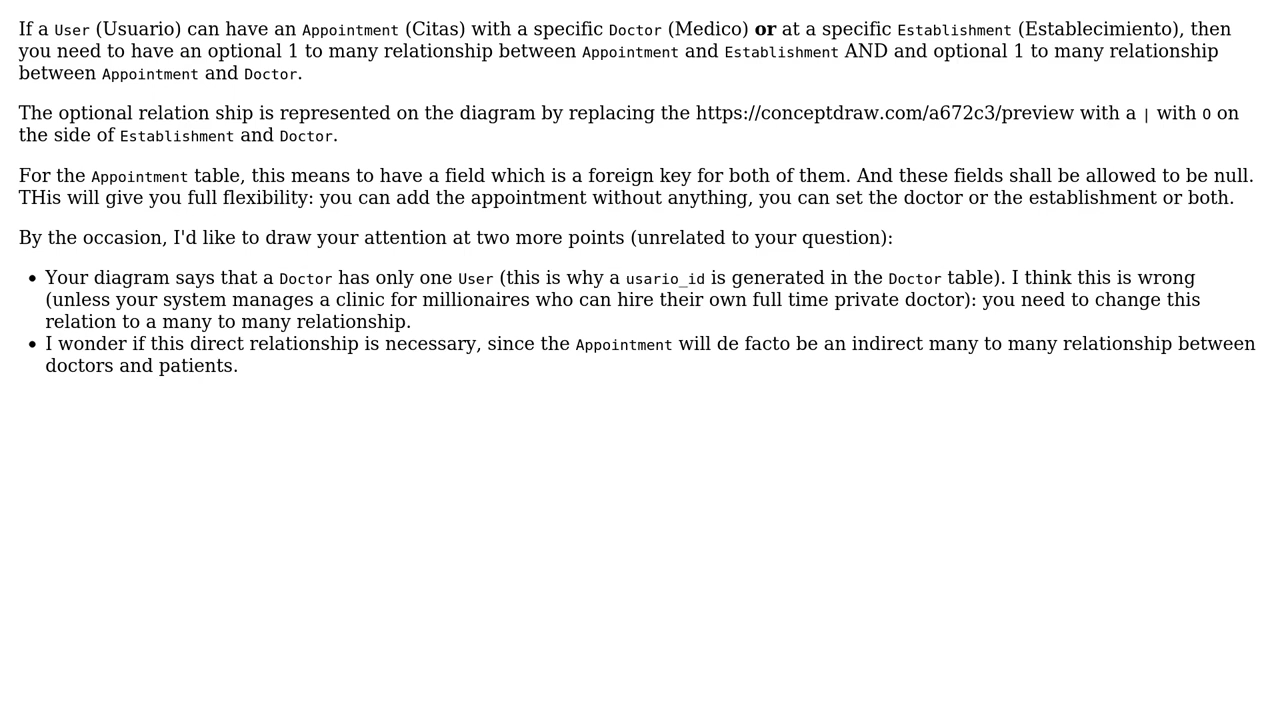 If a User (Usuario) can have an Appointment (Citas) with a specific Doctor (Medico) or at a specific Establishment (Establecimiento), then
you need to have an optional 1 to many relationship between Appointment and Establishment AND and optional 1 to many relationship
between Appointment and Doctor.
The optional relation ship is represented on the diagram by replacing the https://conceptdraw.com/a672c3/preview with a | with 0 on
the side of Establishment and Doctor.
For the Appointment table, this means to have a field which is a foreign key for both of them. And these fields shall be allowed to be null.
THis will give you full flexibility: you can add the appointment without anything, you can set the doctor or the establishment or both.
By the occasion, I'd like to draw your attention at two more points (unrelated to your question):
• Your diagram says that a Doctor has only one User (this is why a usario_id is generated in the Doctor table). I think this is wrong
(unless your system manages a clinic for millionaires who can hire their own full time private doctor): you need to change this
relation to a many to many relationship.
• I wonder if this direct relationship is necessary, since the Appointment will de facto be an indirect many to many relationship between
doctors and patients.